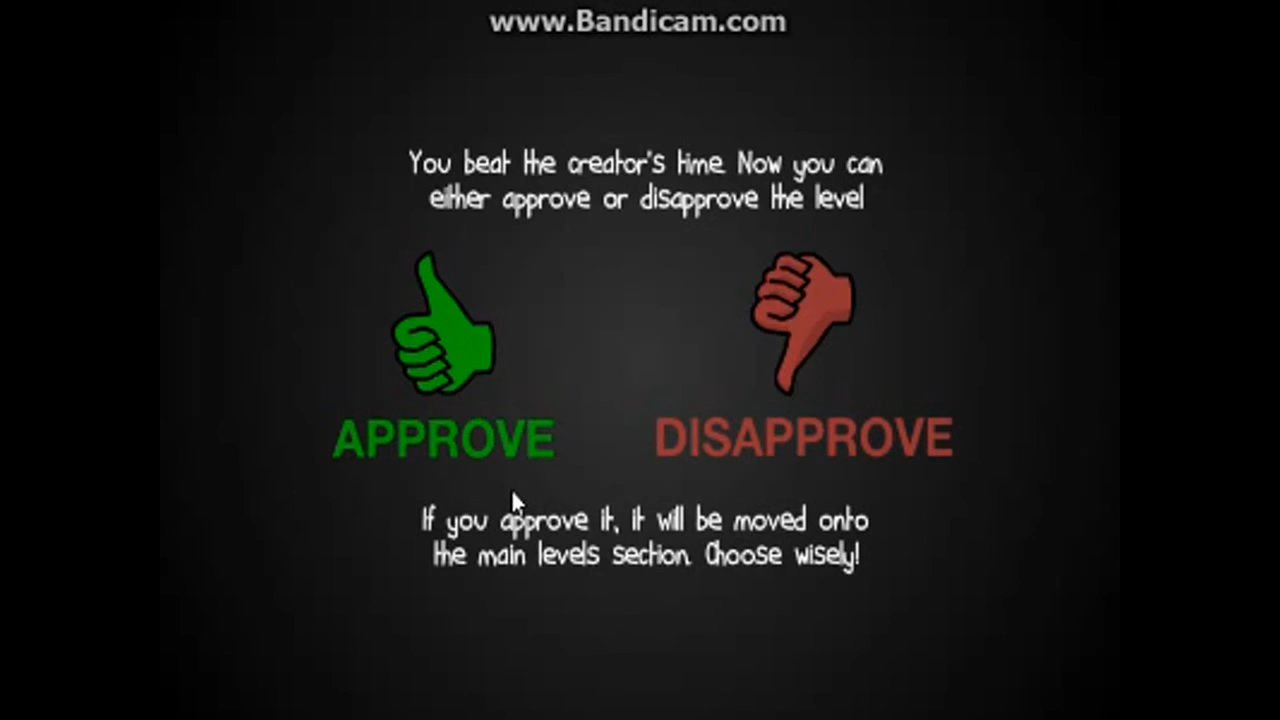 www.Bandicam.com
You beat the creator's time. Now you can
either approve or disapprove the level
APPROVE DISAPPROVE
If you approve it, it will be moved onto
the main levels section. Choose wisely!